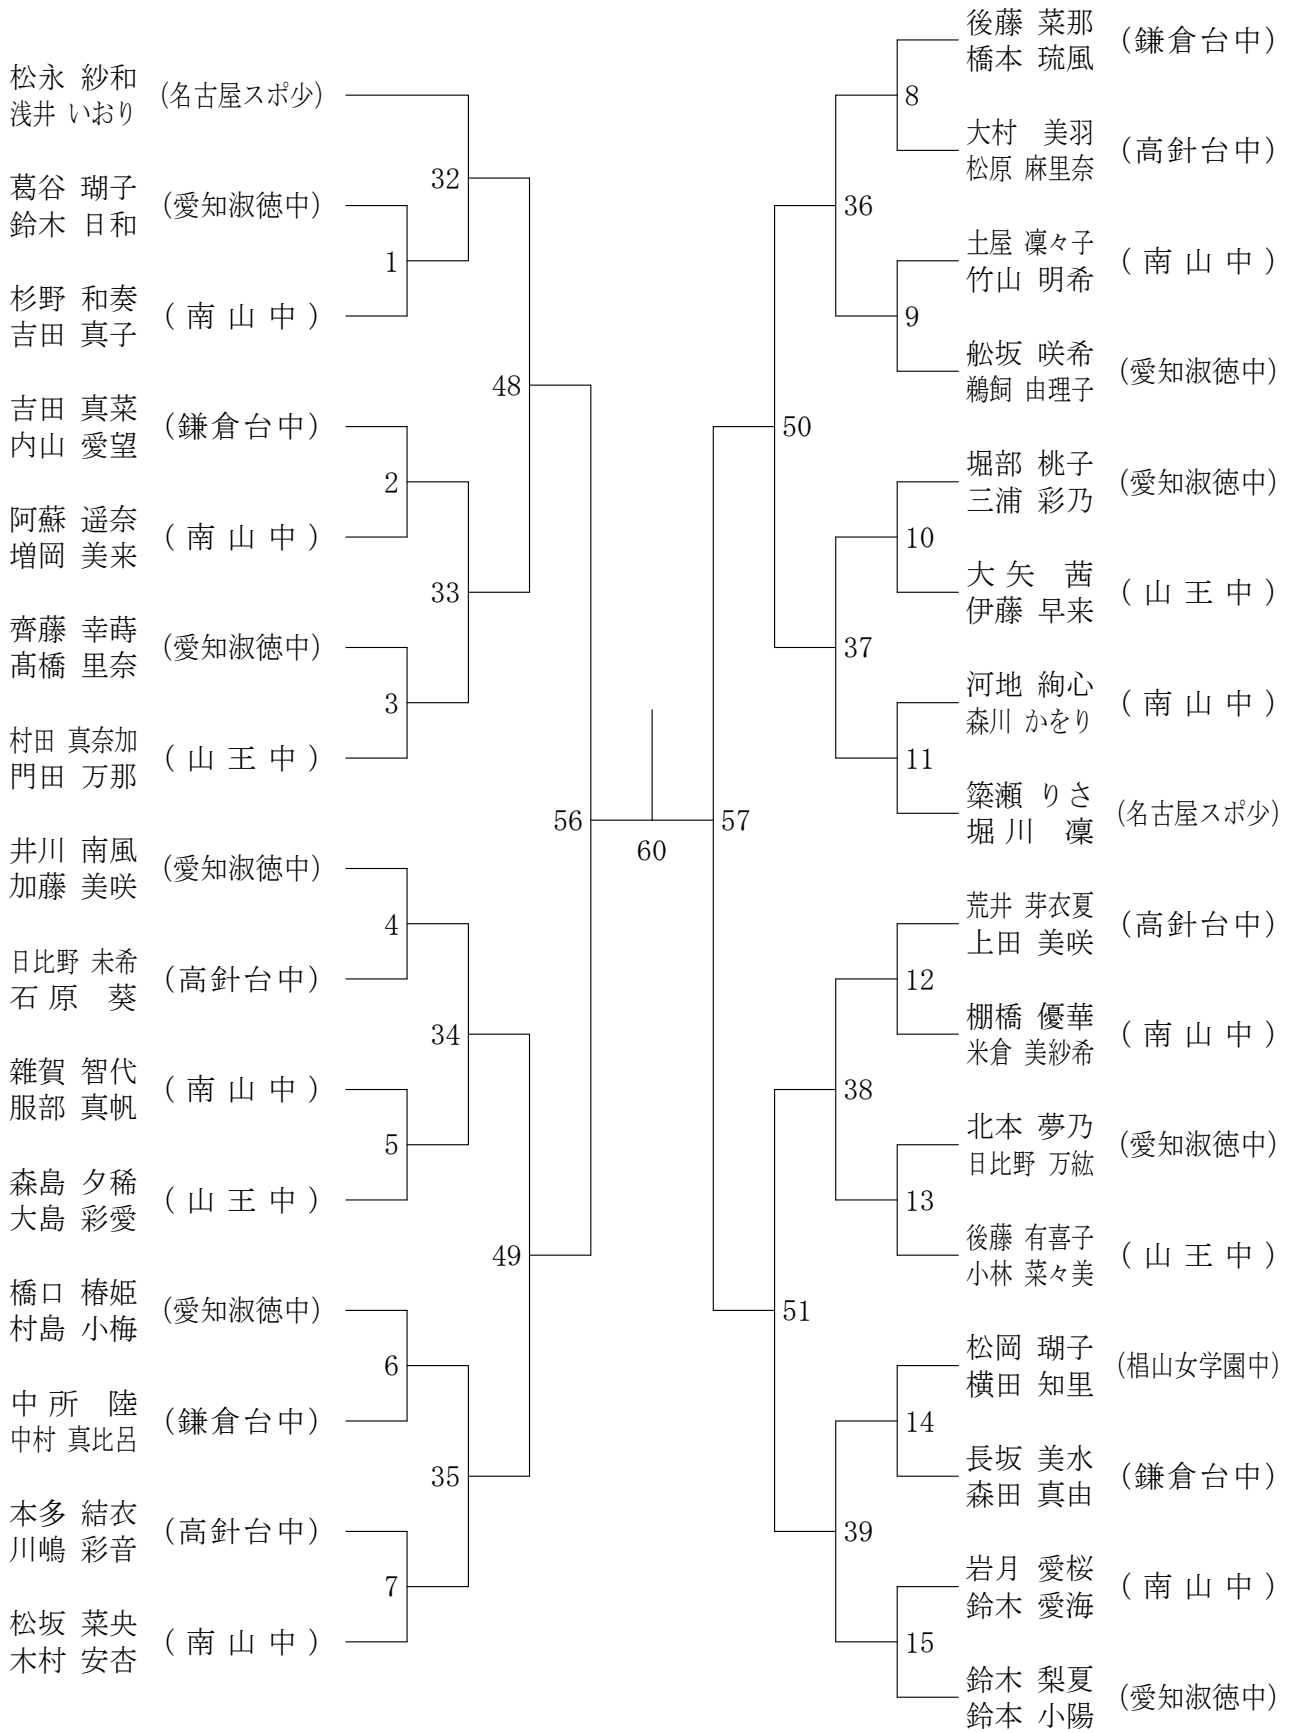 松永 紗和
浅井 いおり
(名古屋スポ少)
葛谷 瑚子
鈴木 日和
(愛知淑徳中)
杉野 和奏
吉田 真子
(南山中)
吉田 真菜
内山 愛望
(鎌倉台中)
阿蘇 遥奈
増岡 美来
(南山中)
齊藤 幸蒔
髙橋 里奈
(愛知淑徳中)
村田 真奈加
門田 万那
(山王中)
井川 南風
加藤 美咲
(愛知淑徳中)
日比野 未希
石原 葵
(高針台中)
雑賀 智代
服部 真帆
(南山中)
森島 夕稀
大島 彩愛
(山王中)
橋口 椿姫
村島 小梅
(愛知淑徳中)
中所 陸
中村 真比呂
(鎌倉台中)
本多 結衣
川嶋 彩音
(高針台中)
松坂 菜央
木村 安杏
(南山中)
1
2
3
4
5
6
7
32
33
34
35
48
49
56
60
57
50
51
36
37
38
39
8
9
10
11
12
13
14
15
後藤 菜那
橋本 琉風
(鎌倉台中)
大村 美羽
松原 麻里奈
(高針台中)
土屋 凜々子
竹山 明希
(南山中)
舩坂 咲希
鵜飼 由理子
(愛知淑徳中)
堀部 桃子
三浦 彩乃
(愛知淑徳中)
大矢 茜
伊藤 早来
(山王中)
河地 絢心
森川 かをり
(南山中)
簗瀬 りさ
堀川 凜
(名古屋スポ少)
荒井 芽衣夏
上田 美咲
(高針台中)
棚橋 優華
米倉 美紗希
(南山中)
北本 夢乃
日比野 万紘
(愛知淑徳中)
後藤 有喜子
小林 菜々美
(山王中)
松岡 瑚子
横田 知里
(椙山女学園中)
長坂 美水
森田 真由
(鎌倉台中)
岩月 愛桜
鈴木 愛海
(南山中)
鈴木 梨夏
鈴本 小陽
(愛知淑徳中)